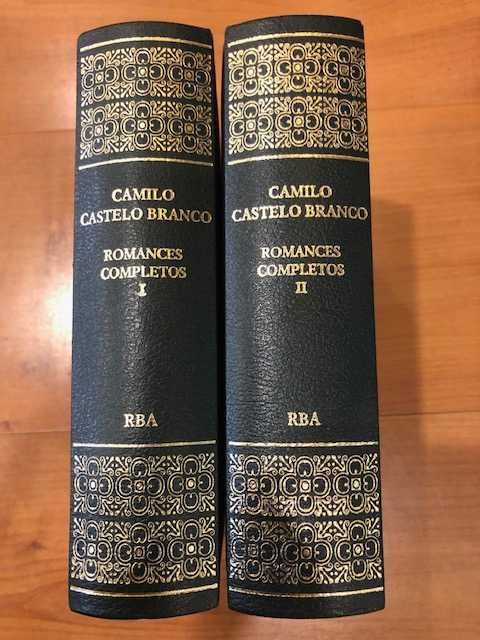 CAMILO
CASTELO BRANCO
ROMANCES
COMPLETOS
I
RBA
CAMILO
CASTELO BRANCO
ROMANCES
COMPLETOS
II
RBA